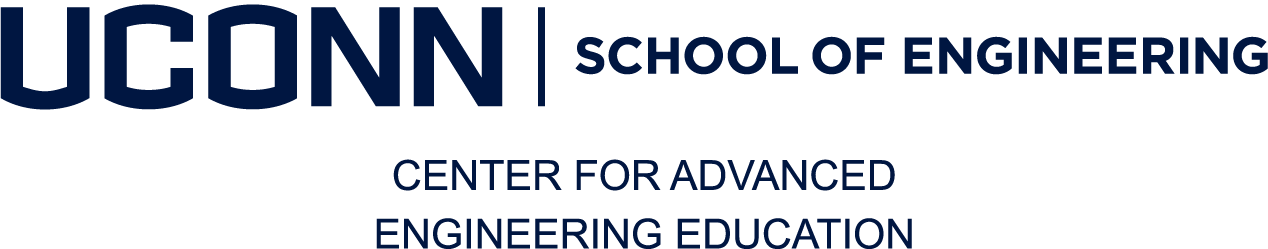 UCONN | SCHOOL OF ENGINEERING
CENTER FOR ADVANCED
ENGINEERING EDUCATION